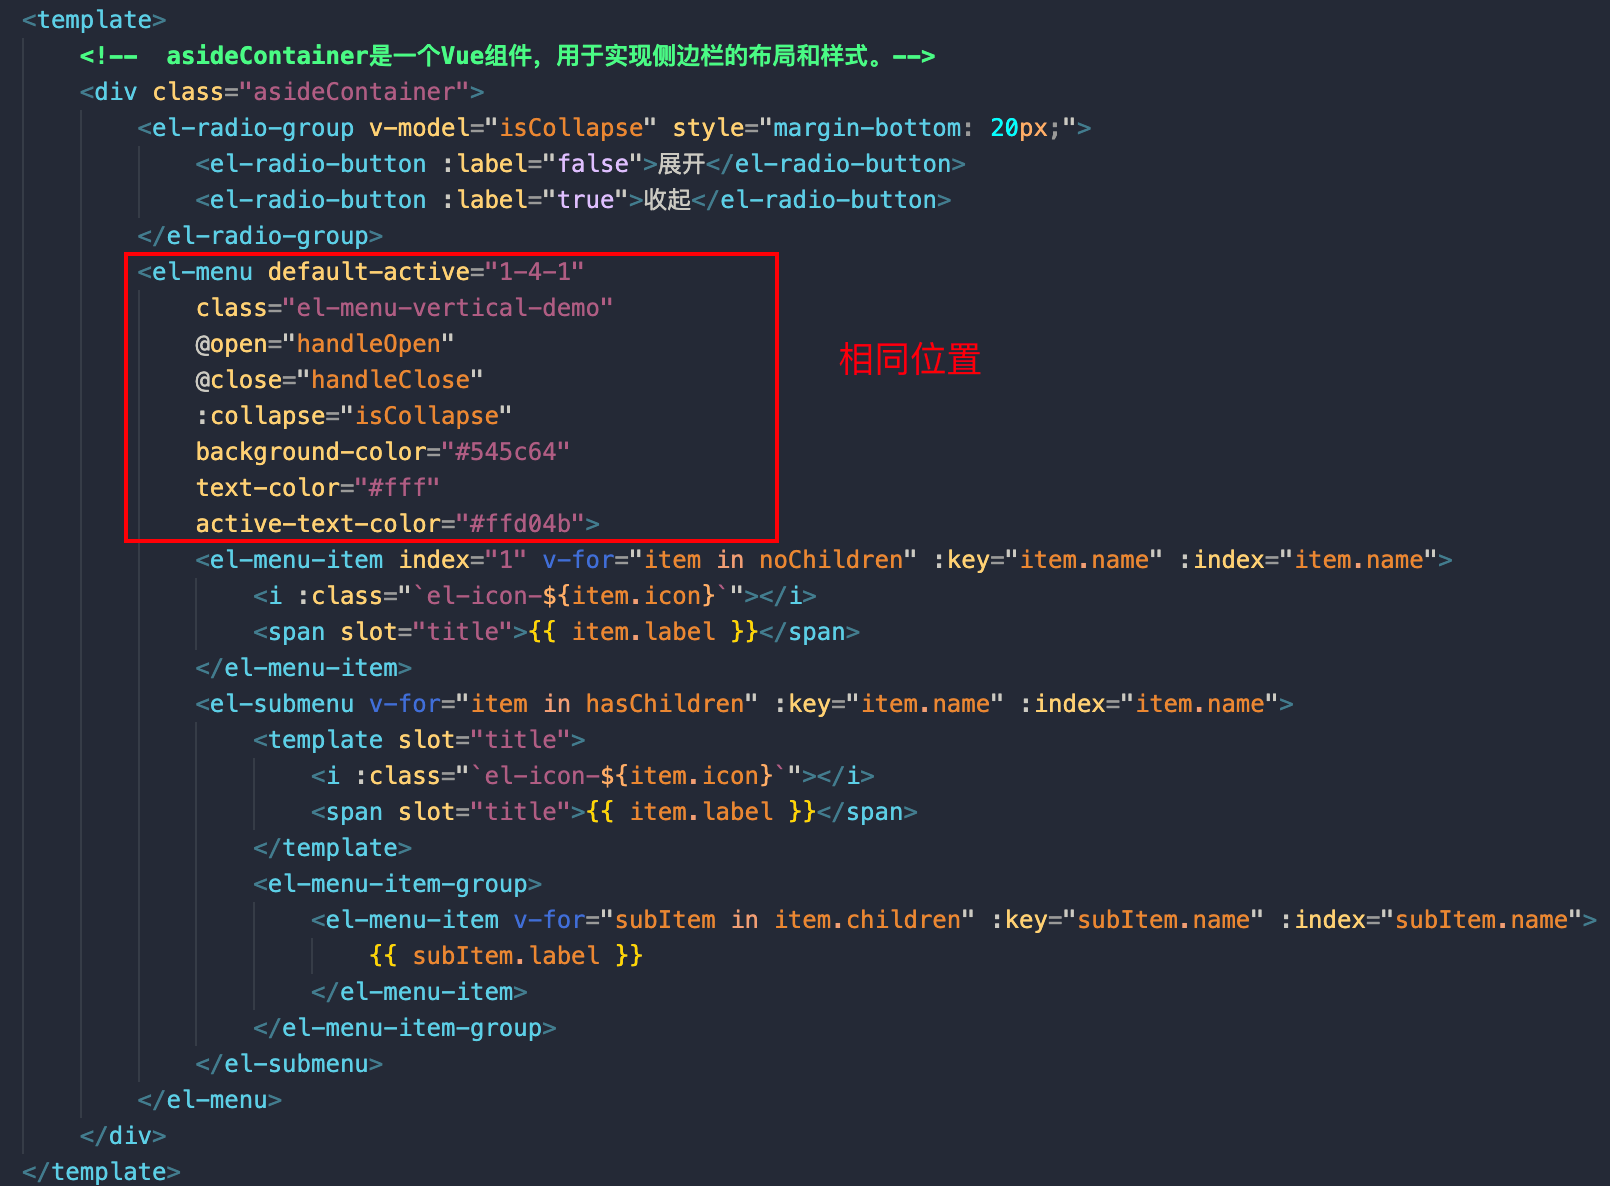 <template>
<!--  asideContainer是一个Vue组件，用于实现侧边栏的布局和样式。-->
<div class="asideContainer">
<el-radio-group v-model="isCollapse" style="margin-bottom: 20px;">
<el-radio-button :label="false">展开</el-radio-button>
<el-radio-button :label="true">收起</el-radio-button>
</el-radio-group>
<el-menu default-active="1-4-1"
class="el-menu-vertical-demo"
@open="handleOpen"
相同位置
@close="handleClose"
:collapse="isCollapse"
background-color="#545c64"
text-color="#fff"
active-text-color="#ffd04b">
<el-menu-item index="1" v-for="item in noChildren" :key="item.name" :index="item.name">
<i :class="`el-icon-${item.icon}`"></i>
<span slot="title">{{ item.label }}</span>
</el-menu-item>
<el-submenu v-for="item in hasChildren" :key="item.name" :index="item.name">
<template slot="title">
<i :class="`el-icon-${item.icon}`"></i>
<span slot="title">{{ item.label }}</span>
</template>
<el-menu-item-group>
<el-menu-item v-for="subItem in item.children" :key="subItem.name" :index="subItem.name">
{{ subItem.label }}
</el-menu-item>
</el-menu-item-group>
</el-submenu>
</el-menu>
</div>
</template>